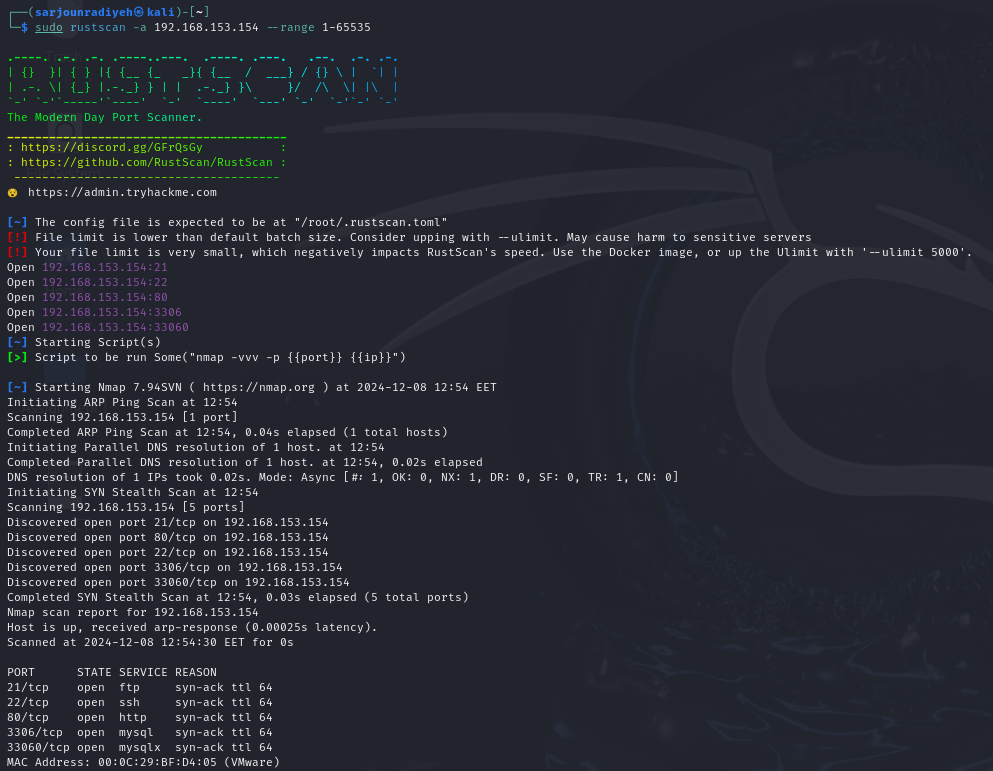 ┌──(sarjounradiyeh㉿kali)-[~]
└─$ sudo rustscan -a 192.168.153.154 --range 1-65535
.----. .-. .-. .----..---.  .----. .---.   .--.  .-. .-.
| {}  }| { } |{ {__ {_   _}{ {__  /  ___} / {} \ |  `| |
| .-. \| {_} |.-._} } | |  .-._} }\     }/  /\  \| |\  |
`-' `-'`-----'`----'  `-'  `----'  `---' `-'  `-'`-' `-'
The Modern Day Port Scanner.
________________________________________
: https://discord.gg/GFrQsGy           :
: https://github.com/RustScan/RustScan :
 --------------------------------------
😵 https://admin.tryhackme.com
[~] The config file is expected to be at "/root/.rustscan.toml"
[!] File limit is lower than default batch size. Consider upping with --ulimit. May cause harm to sensitive servers
[!] Your file limit is very small, which negatively impacts RustScan's speed. Use the Docker image, or up the Ulimit with '--ulimit 5000'.
Open 192.168.153.154:21
Open 192.168.153.154:22
Open 192.168.153.154:80
Open 192.168.153.154:3306
Open 192.168.153.154:33060
[~] Starting Script(s)
[>] Script to be run Some("nmap -vvv -p {{port}} {{ip}}")
[~] Starting Nmap 7.94SVN ( https://nmap.org ) at 2024-12-08 12:54 EET
Initiating ARP Ping Scan at 12:54
Scanning 192.168.153.154 [1 port]
Completed ARP Ping Scan at 12:54, 0.04s elapsed (1 total hosts)
Initiating Parallel DNS resolution of 1 host. at 12:54
Completed Parallel DNS resolution of 1 host. at 12:54, 0.02s elapsed
DNS resolution of 1 IPs took 0.02s. Mode: Async [#: 1, OK: 0, NX: 1, DR: 0, SF: 0, TR: 1, CN: 0]
Initiating SYN Stealth Scan at 12:54
Scanning 192.168.153.154 [5 ports]
Discovered open port 21/tcp on 192.168.153.154
Discovered open port 80/tcp on 192.168.153.154
Discovered open port 22/tcp on 192.168.153.154
Discovered open port 3306/tcp on 192.168.153.154
Discovered open port 33060/tcp on 192.168.153.154
Completed SYN Stealth Scan at 12:54, 0.03s elapsed (5 total ports)
Nmap scan report for 192.168.153.154
Host is up, received arp-response (0.00025s latency).
Scanned at 2024-12-08 12:54:30 EET for 0s
PORT      STATE SERVICE REASON
21/tcp    open  ftp     syn-ack ttl 64
22/tcp    open  ssh     syn-ack ttl 64
80/tcp    open  http    syn-ack ttl 64
3306/tcp  open  mysql   syn-ack ttl 64
33060/tcp open  mysqlx  syn-ack ttl 64
MAC Address: 00:0C:29:BF:D4:05 (VMware)